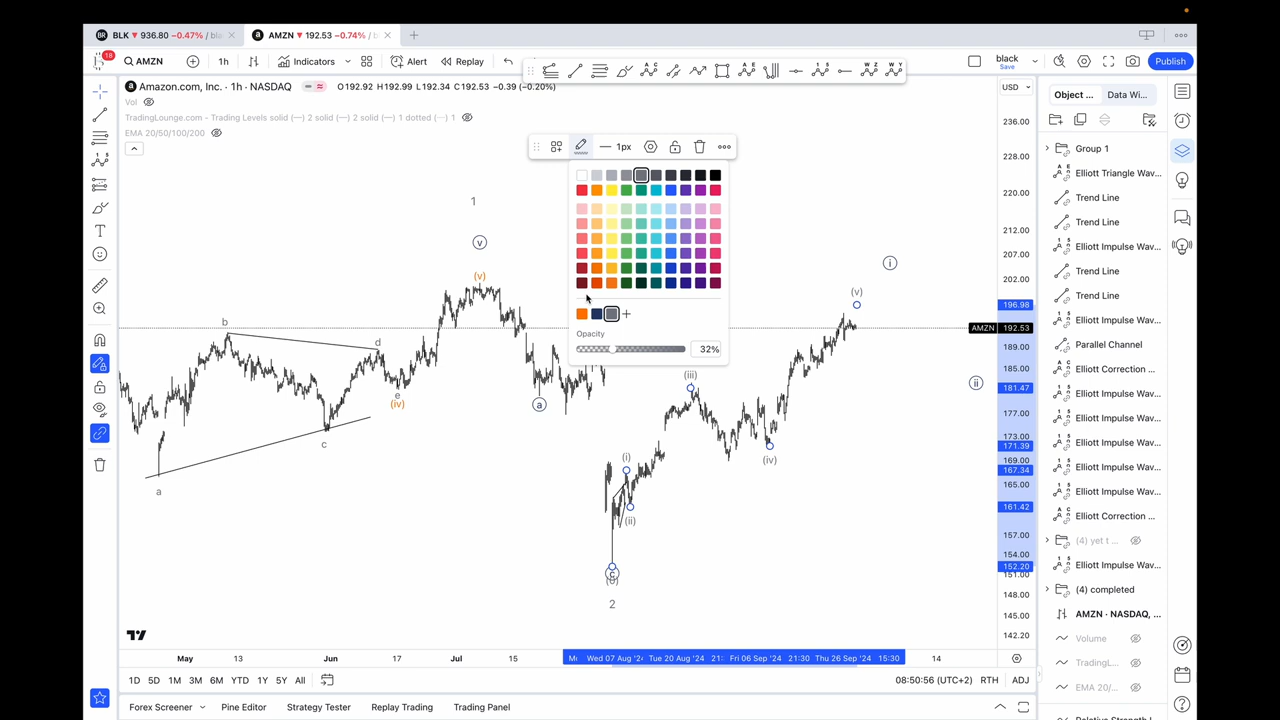 BLK 936.80 −0.47% / bla
AMZN 192.53 −0.74% / black
18
AMZN
1h
Indicators
Alert
Replay
black
Save
Publish
Amazon.com, Inc. · 1h · NASDAQ
O192.92 H192.99 L192.34 C192.53 −0.39 (−0.20%)
Vol
TradingLounge.com - Trading Levels solid (—) 2 solid (—) 2 solid (—) 1 dotted (—) 1
EMA 20/50/100/200
1px
Opacity
32%
1
v
(v)
b
d
e
(iv)
c
a
a
(iii)
(i)
(ii)
(iv)
(v)
i
ii
c
2
USD
236.00
228.00
220.00
212.00
207.00
202.00
196.98
AMZN 192.53
189.00
185.00
181.47
177.00
173.00
171.39
169.00
167.34
165.00
161.42
157.00
154.00
152.20
151.00
148.00
145.00
142.20
May
13
Jun
17
Jul
15
Wed 07 Aug '24
Tue 20 Aug '24 21:
Fri 06 Sep '24 21:30
Thu 26 Sep '24 15:30
14
1D 5D 1M 3M 6M YTD 1Y 5Y All
08:50:56 (UTC+2) RTH ADJ
Forex Screener
Pine Editor
Strategy Tester
Replay Trading
Trading Panel
Object ...
Data Wi...
Group 1
Elliott Triangle Wav...
Trend Line
Trend Line
Elliott Impulse Wav...
Trend Line
Trend Line
Elliott Impulse Wav...
Parallel Channel
Elliott Correction ...
Elliott Impulse Wav...
Elliott Impulse Wav...
Elliott Impulse Wav...
Elliott Impulse Wav...
Elliott Impulse Wav...
Elliott Correction ...
(4) yet t ...
Elliott Impulse Wav...
(4) completed
AMZN · NASDAQ, ...
Volume
TradingL...
EMA 20/...